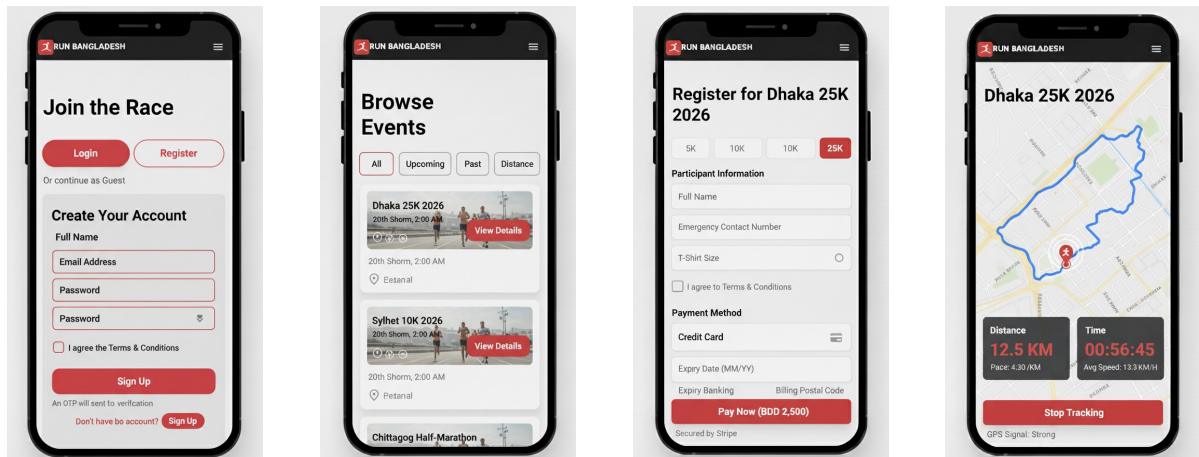 RUN BANGLADESH
Join the Race
Login Register
Or continue as Guest
Create Your Account
Full Name
Email Address
Password
Password
I agree the Terms & Conditions
Sign Up
An OTP will sent to verifcation
Don't have bo account? Sign Up
RUN BANGLADESH
Browse
Events
All Upcoming Past Distance
Dhaka 25K 2026
20th Shorm, 2:00 AM
View Details
20th Shorm, 2:00 AM
Eetanal
Sylhet 10K 2026
20th Shorm, 2:00 AM
View Details
20th Shorm, 2:00 AM
Petanal
Chittagog Half-Marathon
RUN BANGLADESH
Register for Dhaka 25K
2026
5K 10K 10K 25K
Participant Information
Full Name
Emergency Contact Number
T-Shirt Size
I agree to Terms & Conditions
Payment Method
Credit Card
Expiry Date (MM/YY)
Expiry Banking Billing Postal Code
Pay Now (BDD 2,500)
Secured by Stripe
RUN BANGLADESH
Dhaka 25K 2026
Distance
12.5 KM
Pace: 4:30 /KM
Time
00:56:45
Avg Speed: 13.3 KM/H
Stop Tracking
GPS Signal: Strong